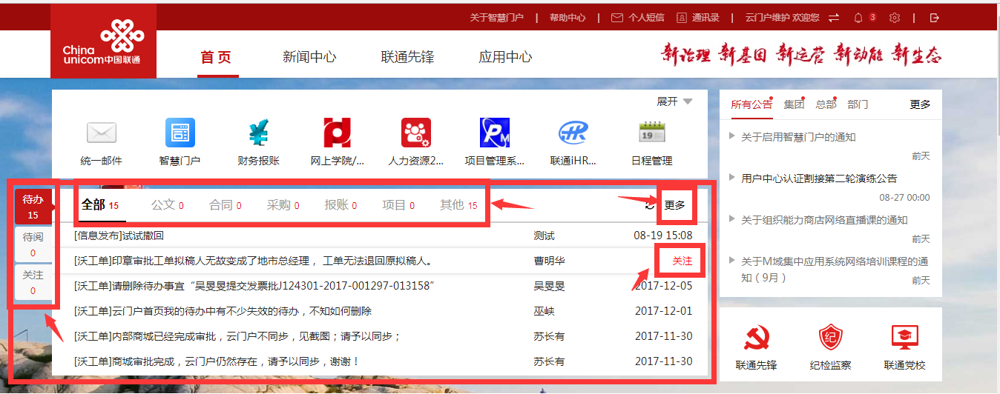 关于智慧门户 | 帮助中心 | 个人短信 通讯录 | 云门户维护 欢迎您 3
China
unicom中国联通
首页 新闻中心 联通先锋 应用中心
新治理 新基因 新运营 新动能 新生态
展开
统一邮件 智慧门户 财务报账 网上学院/... 人力资源2... 项目管理系... 联通iHR... 日程管理
所有公告 集团 总部 部门 更多
关于启用智慧门户的通知
前天
用户中心认证割接第二轮演练公告
08-27 00:00
关于组织能力商店网络直播课的通知
前天
关于M域集中应用系统网络培训课程的通
知（9月）
前天
待办
15
待阅
0
关注
0
全部 15 公文 0 合同 0 采购 0 报账 0 项目 0 其他 15 更多
[信息发布]试试撤回 测试 08-19 15:08
[沃工单]印章审批工单拟稿人无故变成了地市总经理， 工单无法退回原拟稿人。 曹明华 关注
[沃工单]请删除待办事宜“吴旻旻提交发票批J124301-2017-001297-013158” 吴旻旻 2017-12-05
[沃工单]云门户首页我的待办中有不少失效的待办，不知如何删除 巫峡 2017-12-01
[沃工单]内部商城已经完成审批，云门户不同步，见截图；请予以同步； 苏长有 2017-11-30
[沃工单]商城审批完成，云门户仍然存在，请予以同步，谢谢！ 苏长有 2017-11-30
纪
联通先锋 纪检监察 联通党校